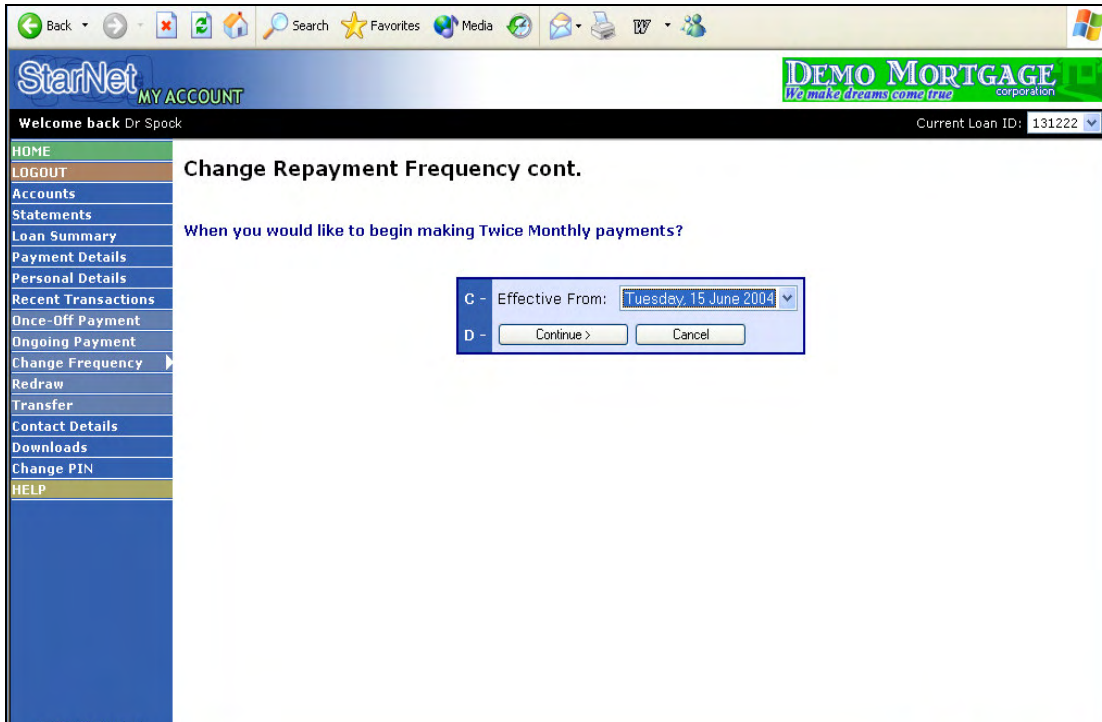 Back Search Favorites Media
StarNet MY ACCOUNT
DEMO MORTGAGE
We make dreams come true corporation
Welcome back Dr Spock Current Loan ID: 131222
HOME
LOGOUT
Accounts
Statements
Loan Summary
Payment Details
Personal Details
Recent Transactions
Once-Off Payment
Ongoing Payment
Change Frequency
Redraw
Transfer
Contact Details
Downloads
Change PIN
HELP
Change Repayment Frequency cont.
When you would like to begin making Twice Monthly payments?
C - Effective From: Tuesday, 15 June 2004
D - Continue > Cancel